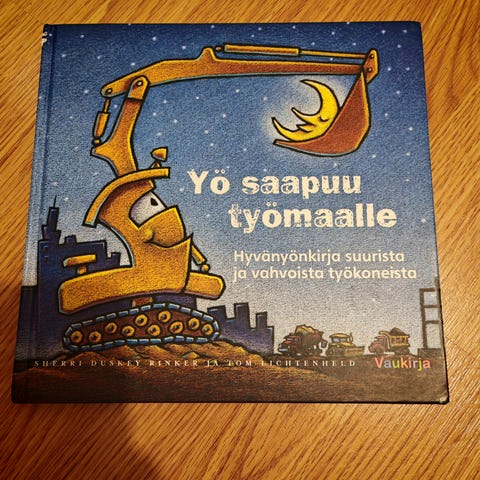 Yö saapuu
työmaalle
Hyvänyönkirja suurista
ja vahvoista työkoneista
SHERRI DUSKEY RINKER JA TOM LICHTENHELD
Vaukirja